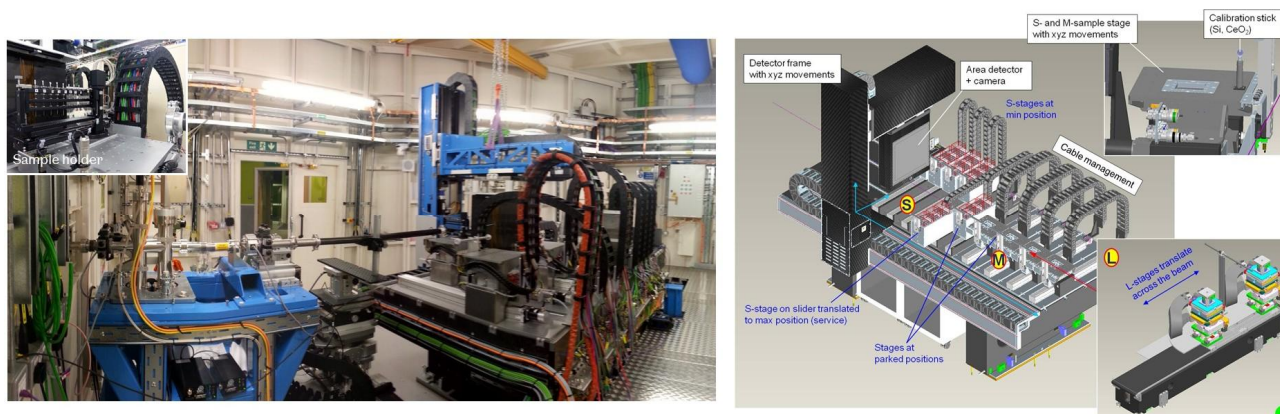 Sample holder
Detector frame
with xyz movements
Area detector
+ camera
S-stages at
min position
S- and M-sample stage
with xyz movements
Calibration stick
(Si, CeO₂)
Cable management
S
M
L
L-stages translate
across the beam
S-stage on slider translated
to max position (service)
Stages at
parked positions